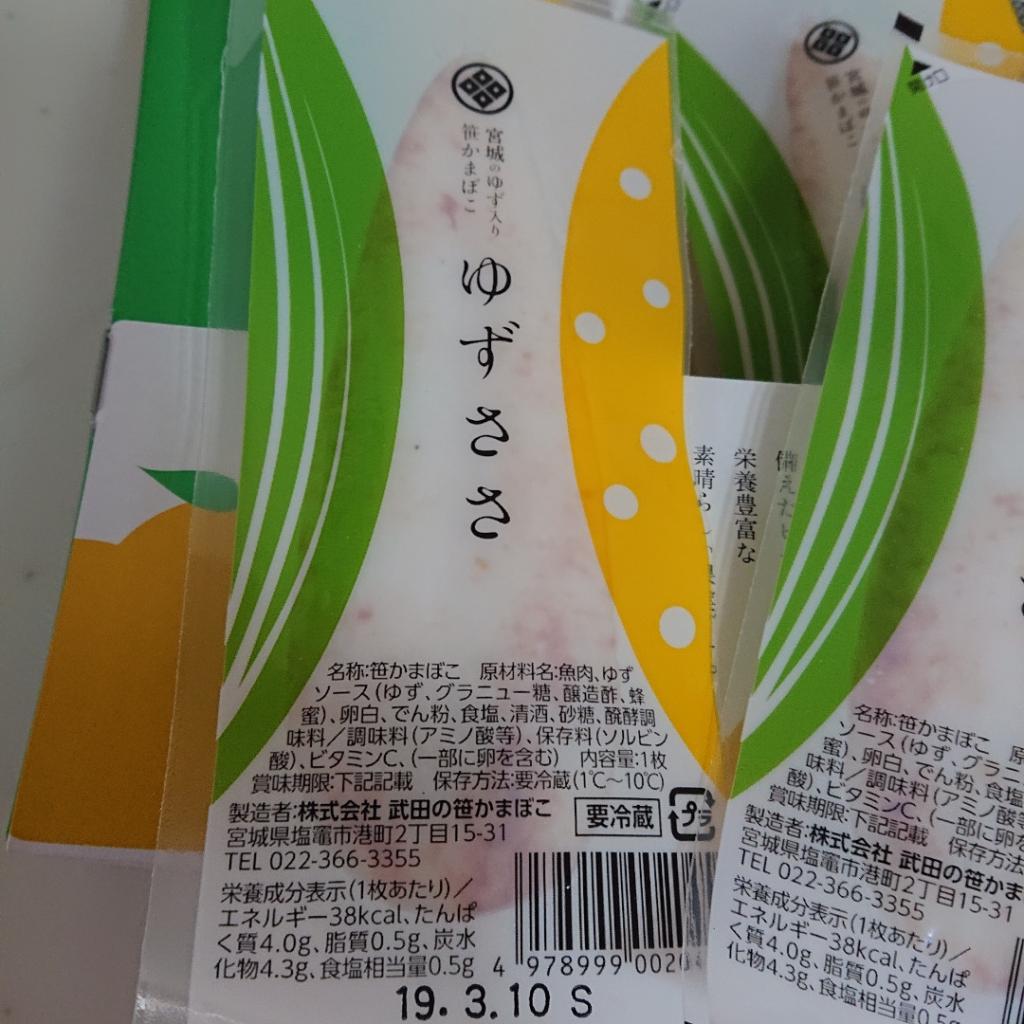 宮城のゆず入り
笹かまぼこ
ゆずささ
名称:笹かまぼこ 原材料名:魚肉、ゆず
ソース(ゆず、グラニュー糖、醸造酢、蜂
蜜)、卵白、でん粉、食塩、清酒、砂糖、醗酵調
味料／調味料(アミノ酸等)、保存料(ソルビン
酸)、ビタミンC、(一部に卵を含む) 内容量:1枚
賞味期限:下記記載 保存方法:要冷蔵(1℃〜10℃)
製造者:株式会社 武田の笹かまぼこ
宮城県塩竈市港町2丁目15-31
TEL 022-366-3355
要冷蔵
プラ
栄養成分表示(1枚あたり)／
エネルギー38kcal、たんぱ
く質4.0g、脂質0.5g、炭水
化物4.3g、食塩相当量0.5g
4 978999 002
19.3.10 S
栄養豊富な
素晴ら
宮城の
笹かまぼこ
名称:笹かまぼこ 原
ソース(ゆず、グラニ
蜜)、卵白、でん粉、食塩
味料／調味料(アミノ酸等
酸)、ビタミンC、(一部に卵を
賞味期限:下記記載 保存方法
製造者:株式会社 武田の笹かま
宮城県塩竈市港町2丁目15-31
TEL 022-366-3355
栄養成分表示(1枚あたり)／
エネルギー38kcal、たんぱ
く質4.0g、脂質0.5g、炭水
化物4.3g、食塩相当量0.5g